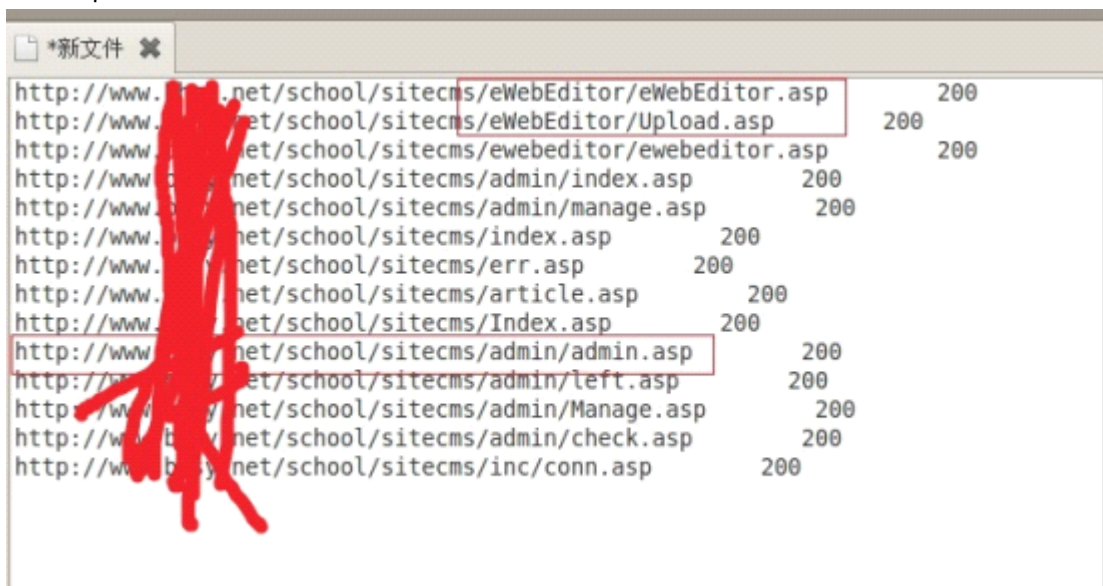 *新文件
http://www. .net/school/sitecms/eWebEditor/eWebEditor.asp 200
http://www. net/school/sitecms/eWebEditor/Upload.asp 200
http://www. net/school/sitecms/ewebeditor/ewebeditor.asp 200
http://www. net/school/sitecms/admin/index.asp 200
http://www. net/school/sitecms/admin/manage.asp 200
http://www. net/school/sitecms/index.asp 200
http://www. net/school/sitecms/err.asp 200
http://www. net/school/sitecms/article.asp 200
http://www. net/school/sitecms/Index.asp 200
http://www net/school/sitecms/admin/admin.asp 200
http://www net/school/sitecms/admin/left.asp 200
http net/school/sitecms/admin/Manage.asp 200
http://w net/school/sitecms/admin/check.asp 200
http://w net/school/sitecms/inc/conn.asp 200